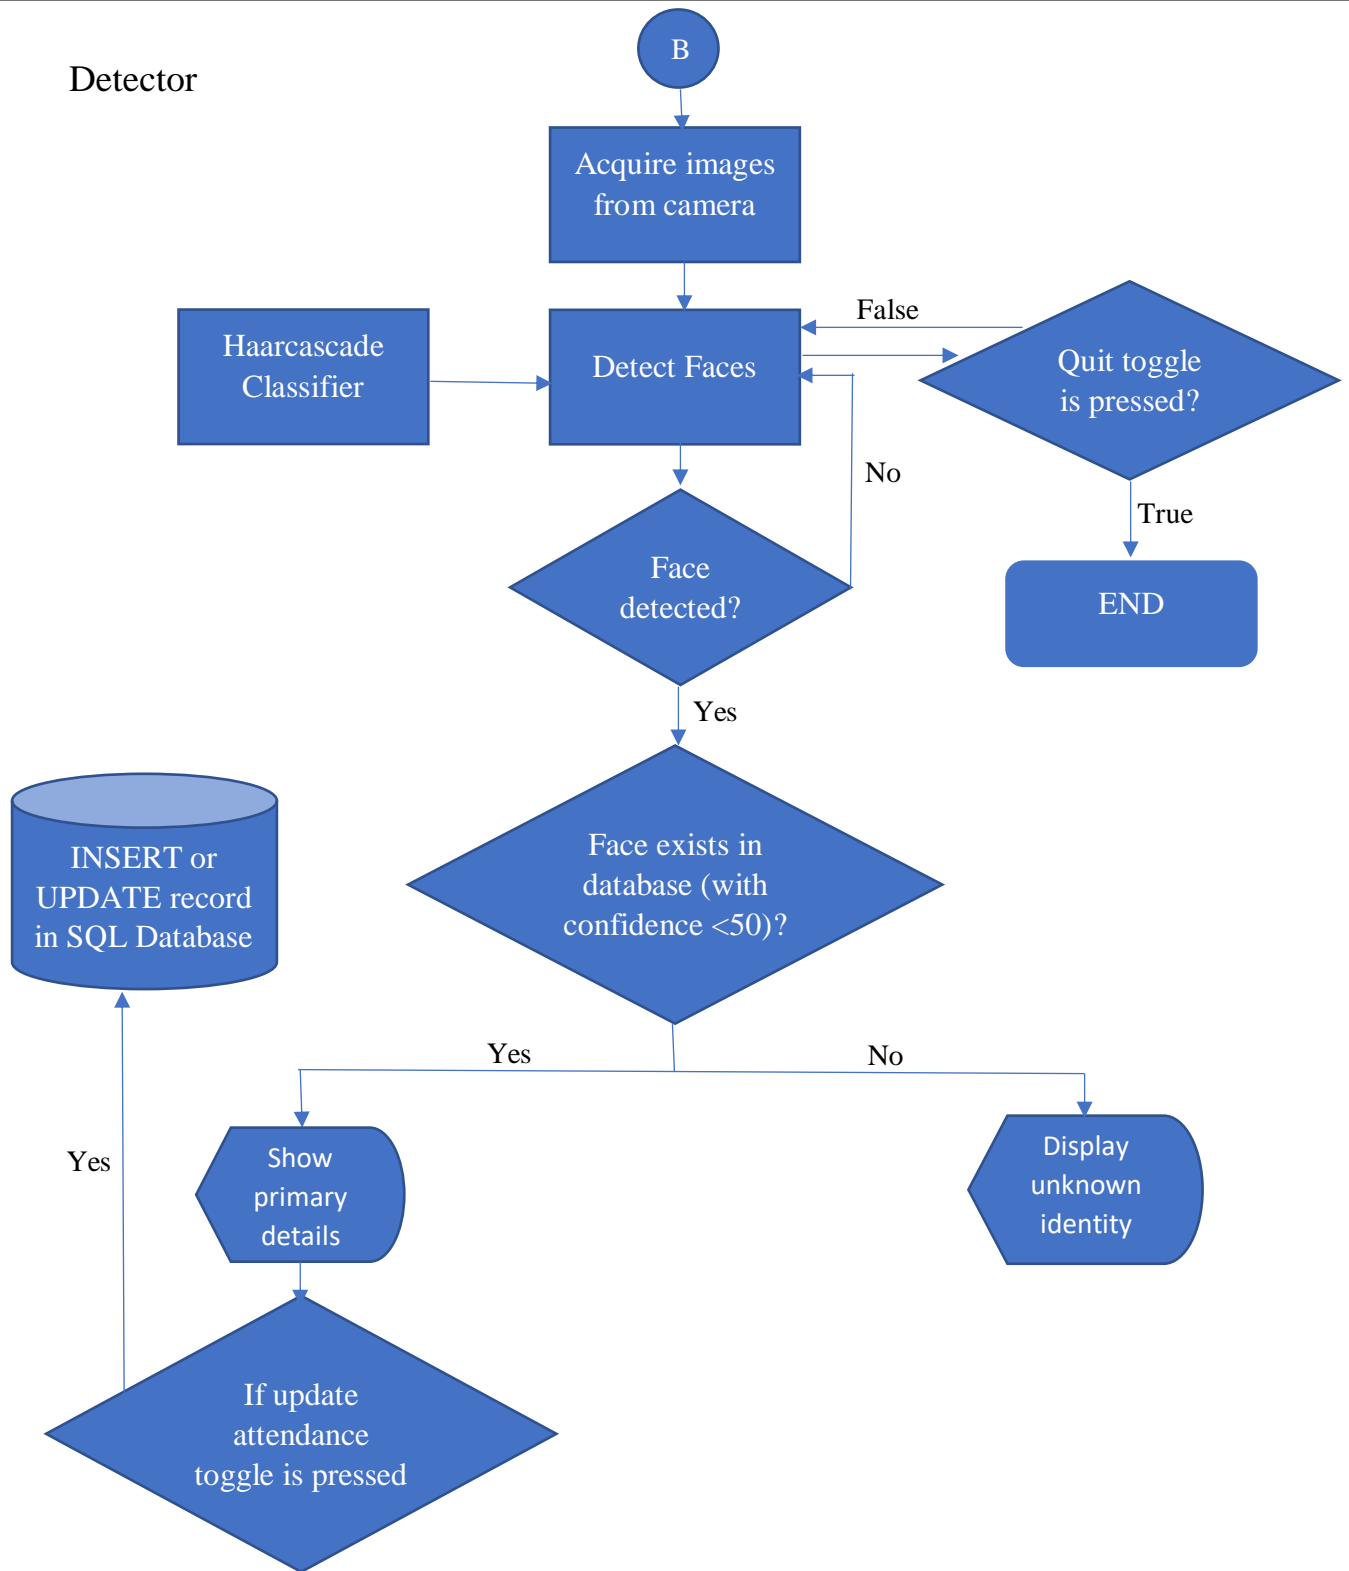 B
Detector
Acquire images
from camera
False
Haarcascade
Classifier
Detect Faces
Quit toggle
is pressed?
No
True
Face
detected?
END
Yes
Face exists in
database (with
confidence <50)?
INSERT or
UPDATE record
in SQL Database
Yes
No
Yes
Show
primary
details
Display
unknown
identity
If update
attendance
toggle is pressed